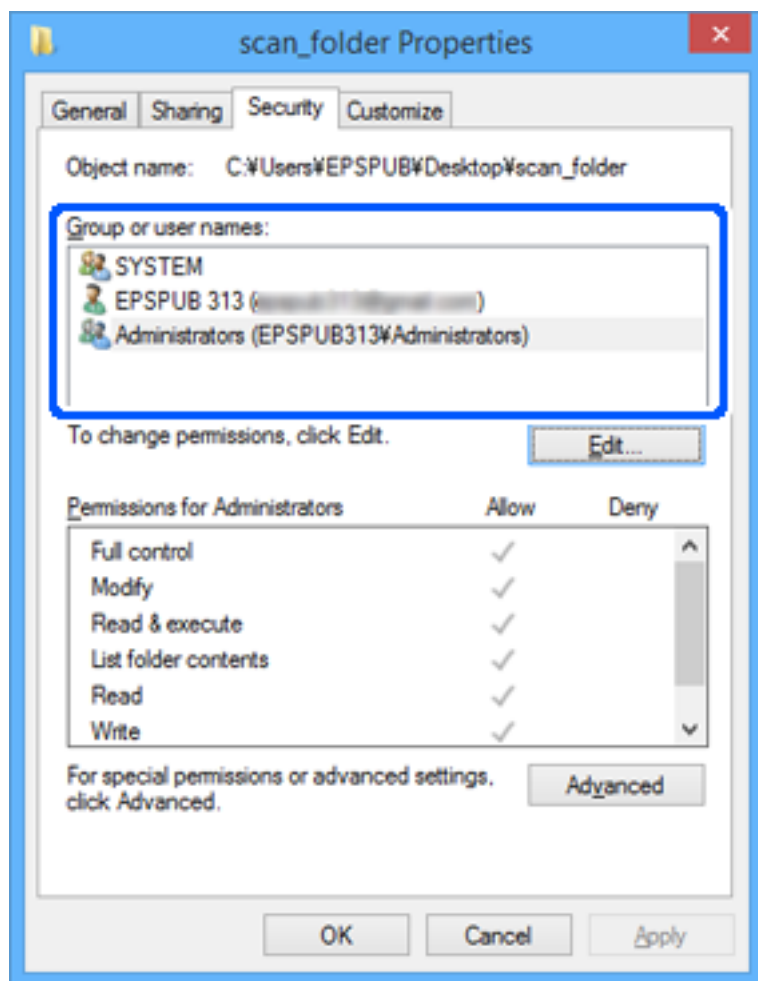 scan_folder Properties
General Sharing Security Customize
Object name: C:¥Users¥EPSPUB¥Desktop¥scan_folder
Group or user names:
SYSTEM
EPSPUB 313 ( )
Administrators (EPSPUB313¥Administrators)
To change permissions, click Edit.
Edit...
Permissions for Administrators Allow Deny
Full control
Modify
Read & execute
List folder contents
Read
Write
For special permissions or advanced settings,
click Advanced.
Advanced
OK Cancel Apply